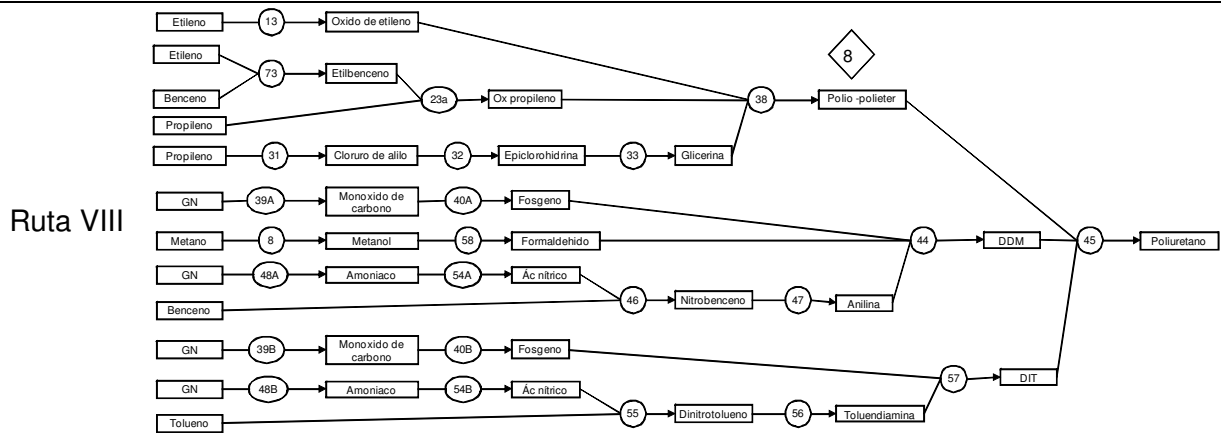 Ruta VIII
Etileno 13 Oxido de etileno
8
Etileno
73 Etilbenceno
Benceno
23a Ox propileno 38 Polio -polieter
Propileno
Propileno 31 Cloruro de alilo 32 Epiclorohidrina 33 Glicerina
GN 39A Monoxido de
carbono 40A Fosgeno
Metano 8 Metanol 58 Formaldehido 44 DDM 45 Poliuretano
GN 48A Amoniaco 54A Ác nítrico
Benceno 46 Nitrobenceno 47 Anilina
GN 39B Monoxido de
carbono 40B Fosgeno
57 DIT
GN 48B Amoniaco 54B Ác nítrico
Tolueno 55 Dinitrotolueno 56 Toluendiamina